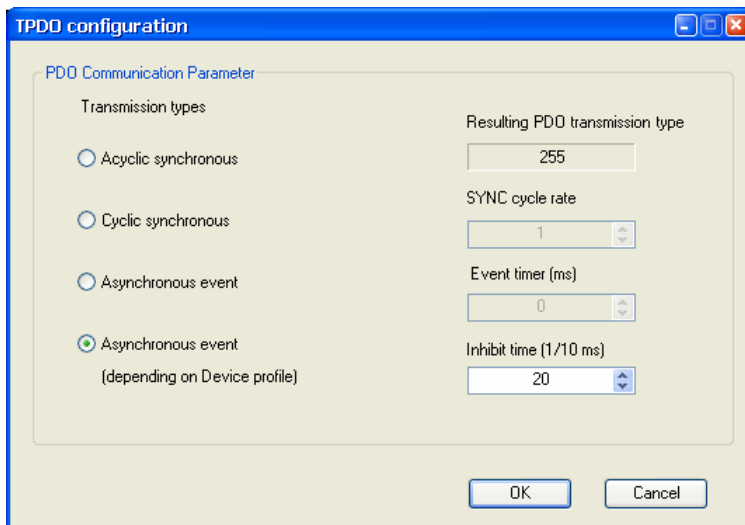 TPDO configuration
PDO Communication Parameter
Transmission types
Acyclic synchronous
Cyclic synchronous
Asynchronous event
Asynchronous event
(depending on Device profile)
Resulting PDO transmission type
255
SYNC cycle rate
1
Event timer (ms)
0
Inhibit time (1/10 ms)
20
OK
Cancel